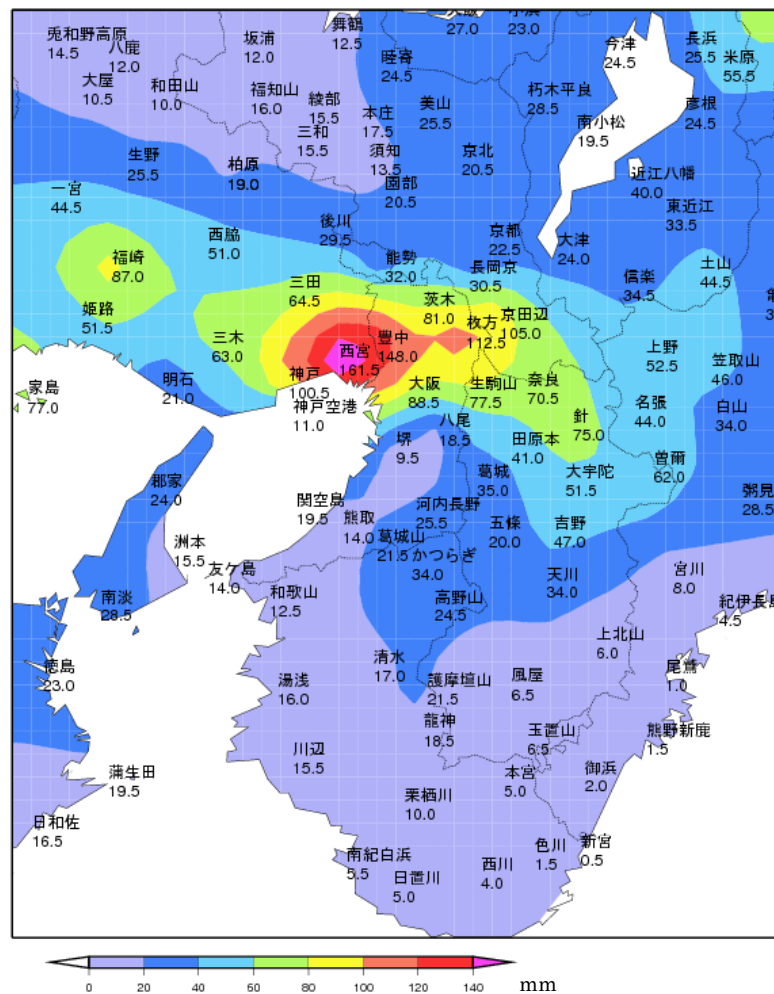 大飯
27.0
小浜
23.0
舞鶴
12.5
兎和野高原
14.5
八鹿
12.0
坂浦
12.0
今津
24.5
長浜
25.5
米原
55.5
睦寄
24.5
大屋
10.5
和田山
10.0
福知山
16.0
綾部
15.5
美山
25.5
朽木平良
28.5
彦根
24.5
本庄
17.5
南小松
19.5
三和
15.5
生野
25.5
柏原
19.0
須知
13.5
京北
20.5
近江八幡
40.0
一宮
44.5
園部
20.5
東近江
33.5
西脇
51.0
後川
29.5
京都
22.5
大津
24.0
福崎
87.0
能勢
32.0
長岡京
30.5
信楽
34.5
土山
44.5
三田
64.5
茨木
81.0
姫路
51.5
京田辺
105.0
枚方
112.5
三木
63.0
西宮
161.5
豊中
148.0
上野
52.5
笠取山
46.0
家島
77.0
明石
21.0
神戸
100.5
大阪
88.5
生駒山
77.5
奈良
70.5
神戸空港
11.0
名張
44.0
白山
34.0
八尾
18.5
針
75.0
堺
9.5
田原本
41.0
曽爾
62.0
郡家
24.0
葛城
35.0
大宇陀
51.5
粥見
28.5
関空島
19.5
熊取
14.0
河内長野
25.5
五條
20.0
吉野
47.0
洲本
15.5
葛城山
21.5
かつらぎ
34.0
友ケ島
14.0
天川
34.0
宮川
8.0
南淡
28.5
和歌山
12.5
高野山
24.5
紀伊長島
4.5
上北山
6.0
徳島
23.0
清水
17.0
湯浅
16.0
護摩壇山
21.5
風屋
6.5
尾鷲
1.0
龍神
18.5
玉置山
6.5
熊野新鹿
1.5
川辺
15.5
蒲生田
19.5
本宮
5.0
御浜
2.0
栗栖川
10.0
日和佐
16.5
南紀白浜
5.5
日置川
5.0
西川
4.0
色川
1.5
新宮
0.5
0 20 40 60 80 100 120 140 mm